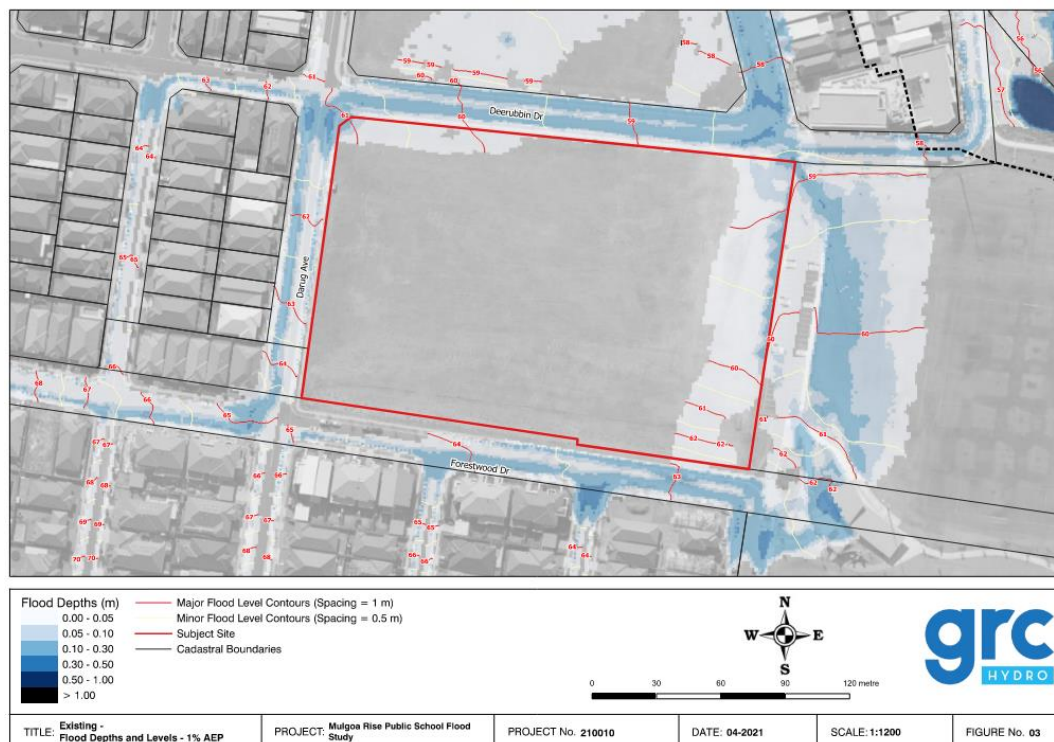 58
58
58
58
59
59
59
60
60
61
61
62
63
Deerubbin Dr
59
58
57
56
56
64
64
62
63
65
65
Darug Ave
59
60
60
60
61
61
62
62
61
62
62
62
64
65
66
66
67
68
65
64
63
Forestwood Dr
67
67
68
68
69
69
70
70
66
66
67
67
68
68
65
65
66
66
64
64
Flood Depths (m)
0.00 - 0.05
0.05 - 0.10
0.10 - 0.30
0.30 - 0.50
0.50 - 1.00
> 1.00
Major Flood Level Contours (Spacing = 1 m)
Minor Flood Level Contours (Spacing = 0.5 m)
Subject Site
Cadastral Boundaries
N
W E
S
0 30 60 90 120 metre
grc
HYDRO
TITLE: Existing -
Flood Depths and Levels - 1% AEP
PROJECT: Mulgoa Rise Public School Flood
Study
PROJECT No. 210010
DATE: 04-2021
SCALE: 1:1200
FIGURE No. 03